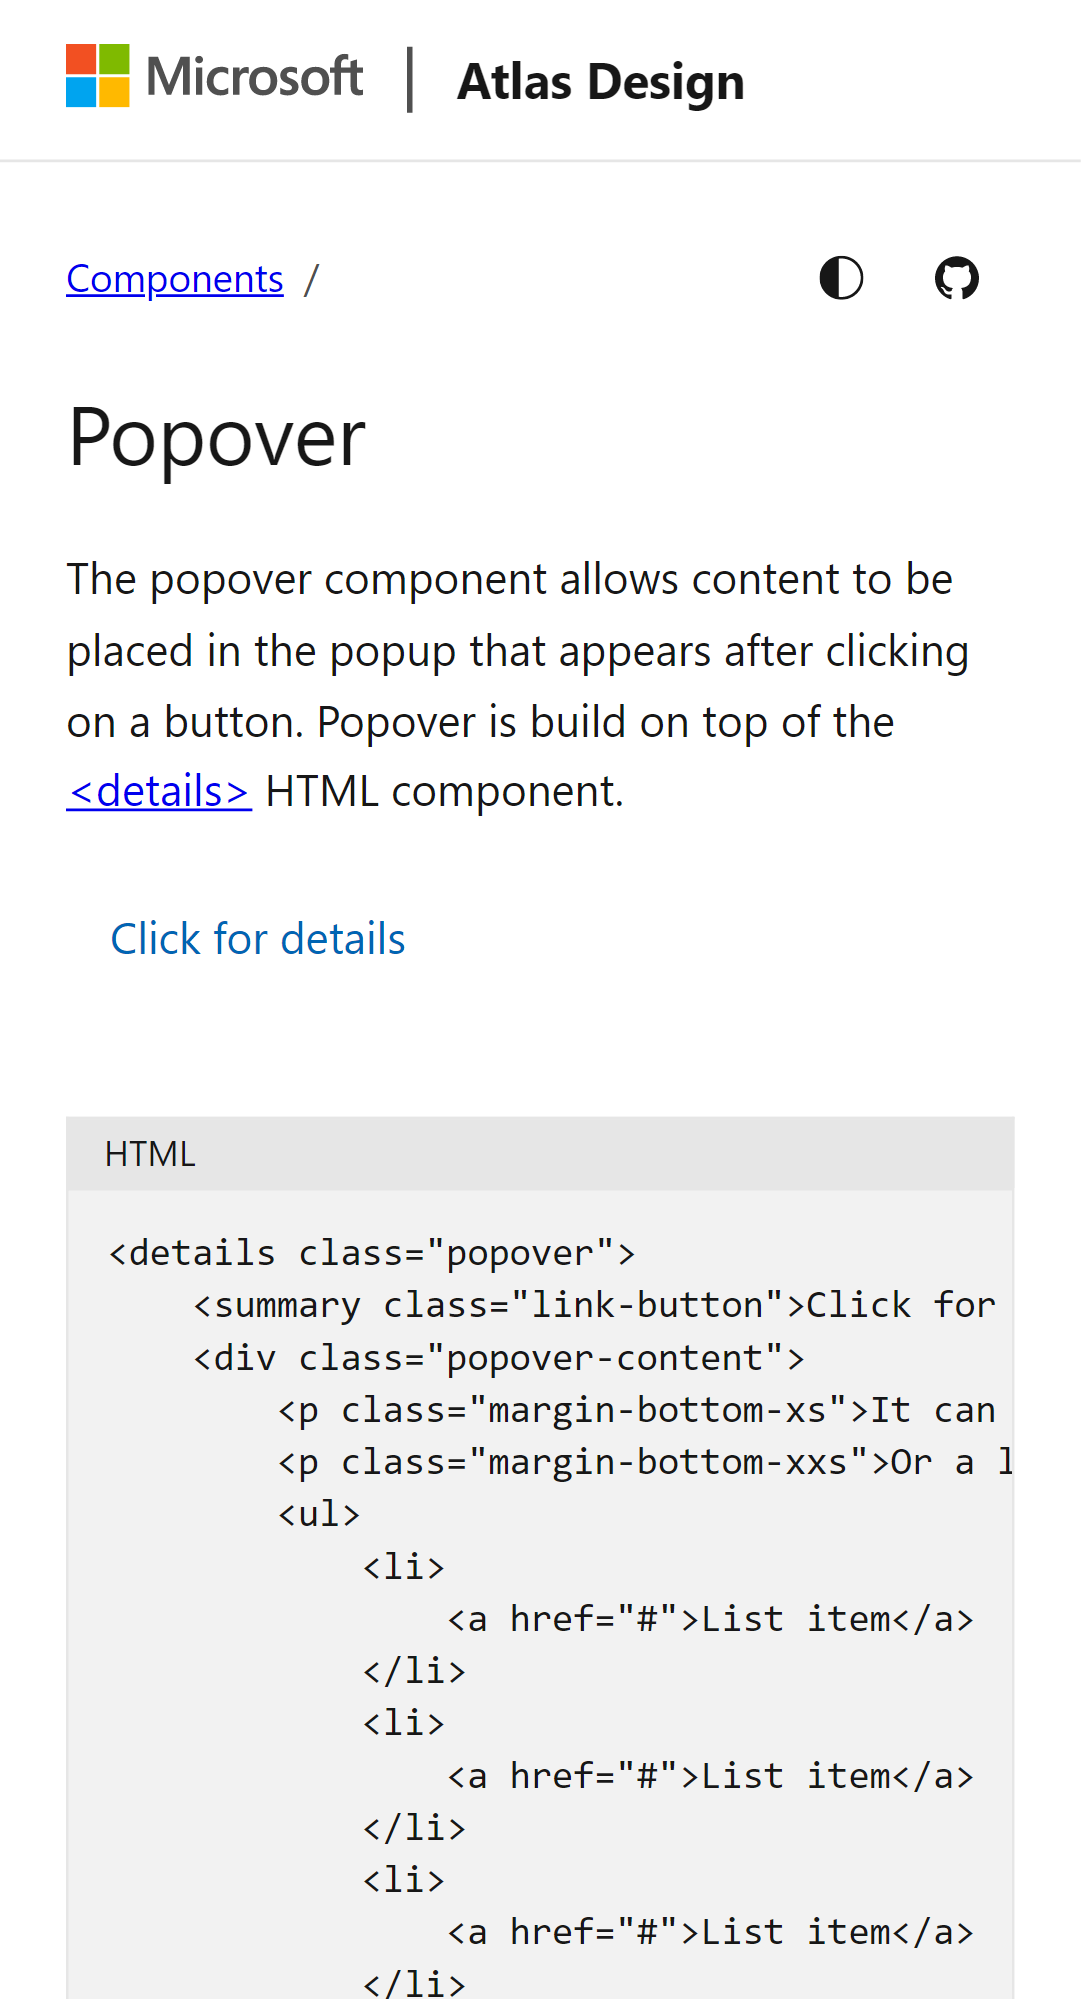 Microsoft | Atlas Design
Components /
Popover
The popover component allows content to be
placed in the popup that appears after clicking
on a button. Popover is build on top of the
<details> HTML component.
Click for details
HTML
<details class="popover">
    <summary class="link-button">Click for
    <div class="popover-content">
        <p class="margin-bottom-xs">It can
        <p class="margin-bottom-xxs">Or a l
        <ul>
            <li>
                <a href="#">List item</a>
            </li>
            <li>
                <a href="#">List item</a>
            </li>
            <li>
                <a href="#">List item</a>
            </li>